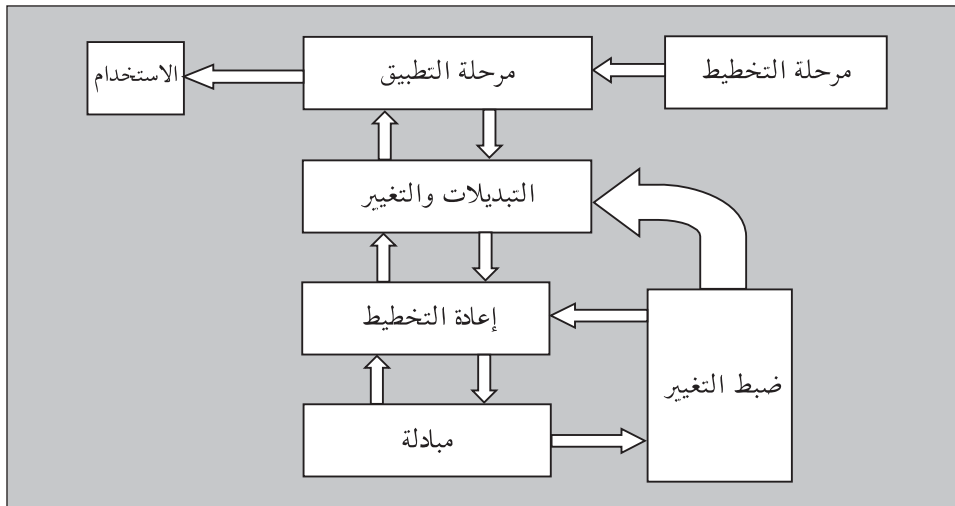 مرحلة التخطيط
مرحلة التطبيق
الاستخدام
التبديلات والتغيير
إعادة التخطيط
ضبط التغيير
مبادلة